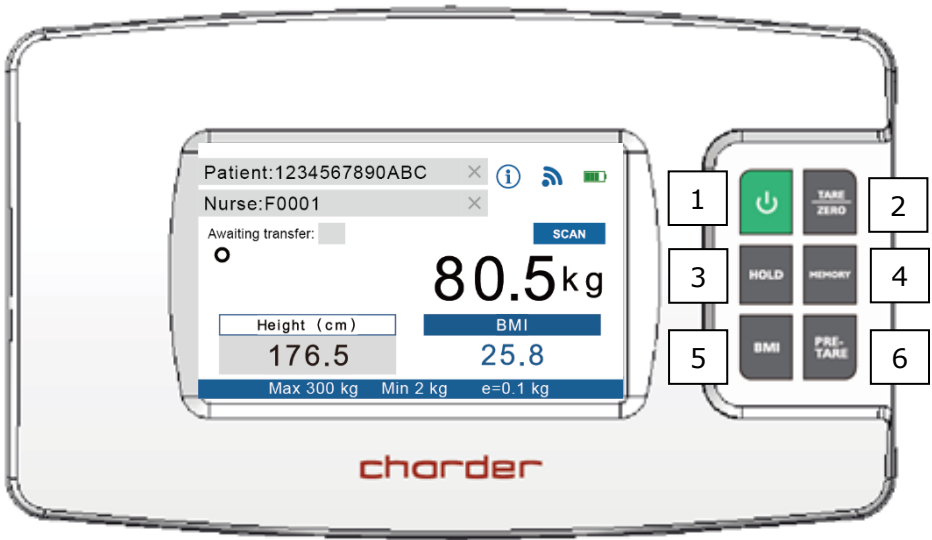 Patient:1234567890ABC ×
Nurse:F0001 ×
Awaiting transfer:
SCAN
80.5kg
Height (cm)
BMI
176.5
25.8
Max 300 kg Min 2 kg e=0.1 kg
charder
1
TARE
ZERO
2
3
HOLD
MEMORY
4
5
BMI
PRE-
TARE
6